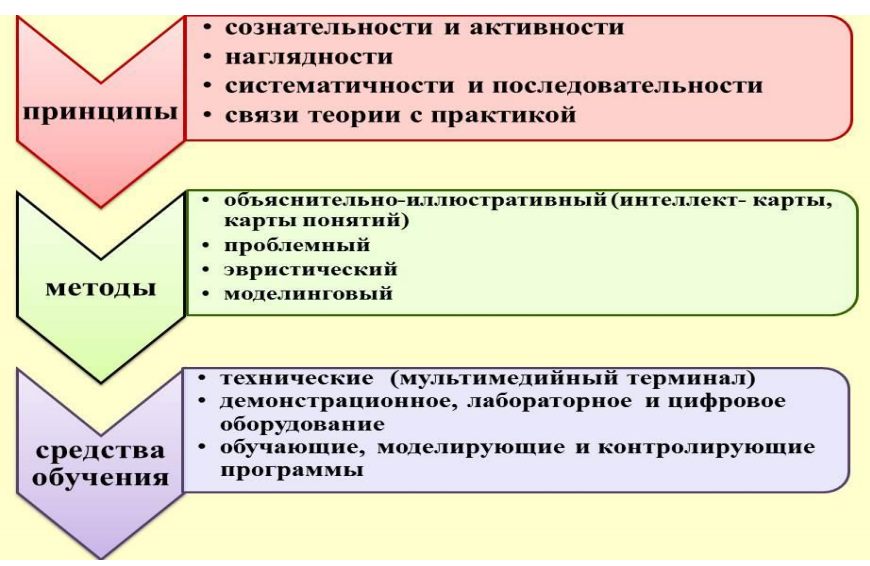 принципы
• сознательности и активности
• наглядности
• систематичности и последовательности
• связи теории с практикой
методы
• объяснительно-иллюстративный (интеллект- карты,
карты понятий)
• проблемный
• эвристический
• моделинговый
средства
обучения
• технические (мультимедийный терминал)
• демонстрационное, лабораторное и цифровое
оборудование
• обучающие, моделирующие и контролирующие
программы